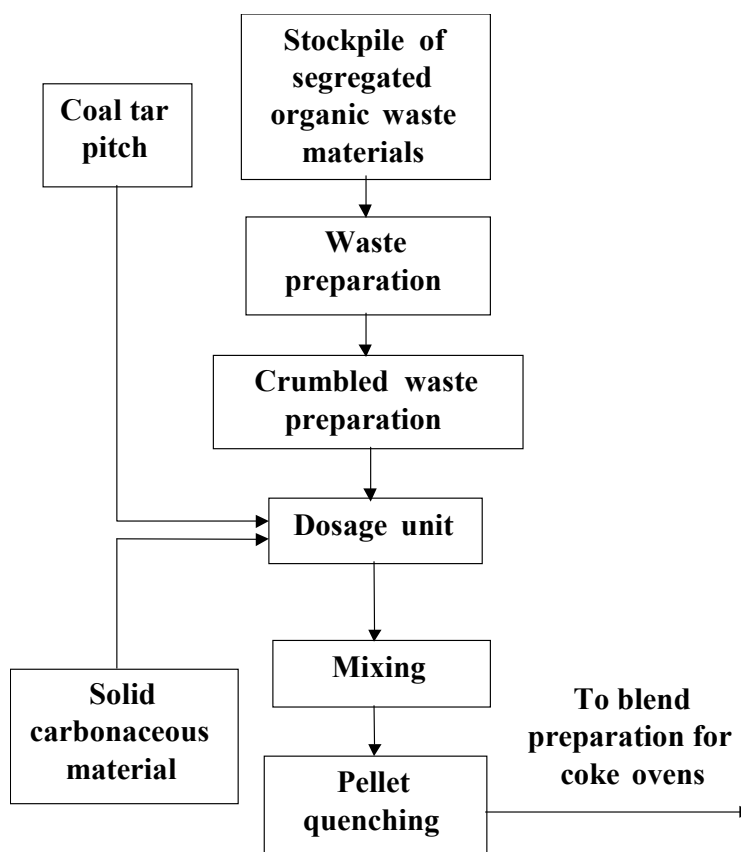 Stockpile of
segregated
organic waste
materials
Coal tar
pitch
Waste
preparation
Crumbled waste
preparation
Dosage unit
Mixing
Solid
carbonaceous
material
Pellet
quenching
To blend
preparation for
coke ovens